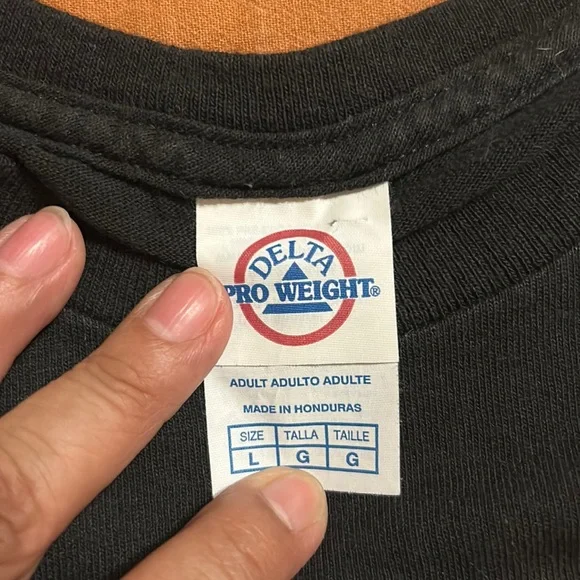 DELTA
PRO WEIGHT®
ADULT ADULTO ADULTE
MADE IN HONDURAS
SIZE TALLA TAILLE
L G G